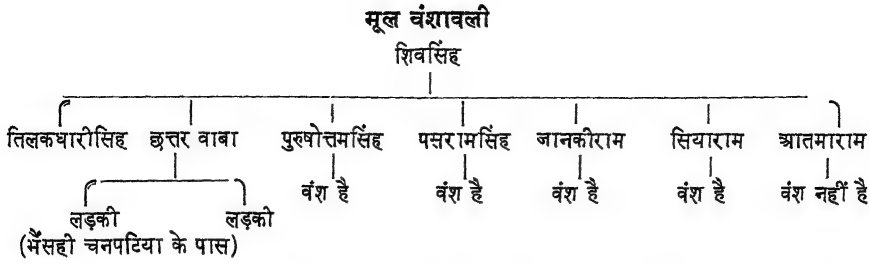 मूल वंशावली
शिवसिंह
तिलकधारीसिह छत्तर वाबा पुरुषोत्तमसिंह पसरामसिंह जानकीराम सियाराम आतमाराम
वंश है वंश है वंश है वंश है वंश नहीं है
लड़की लड़की
(भैंसही चनपटिया के पास)